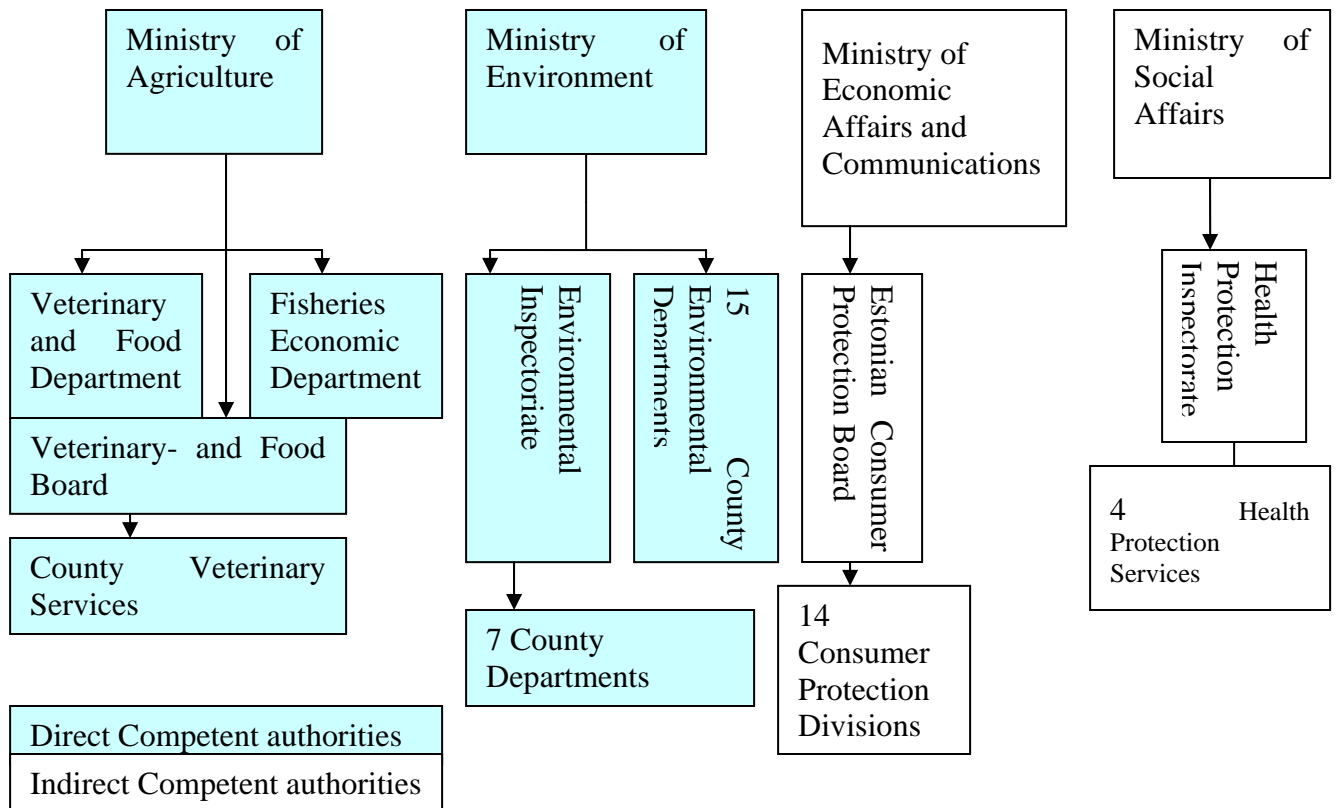 Ministry of
Agriculture
Ministry of
Environment
Ministry of
Economic
Affairs and
Communications
Ministry of
Social
Affairs
Veterinary
and Food
Department
Fisheries
Economic
Department
Environmental
Inspectoriate
15 County
Environmental
Departments
Estonian Consumer
Protection Board
Health
Protection
Inspectorate
Veterinary- and Food
Board
County Veterinary
Services
7 County
Departments
14
Consumer
Protection
Divisions
4 Health
Protection
Services
Direct Competent authorities
Indirect Competent authorities